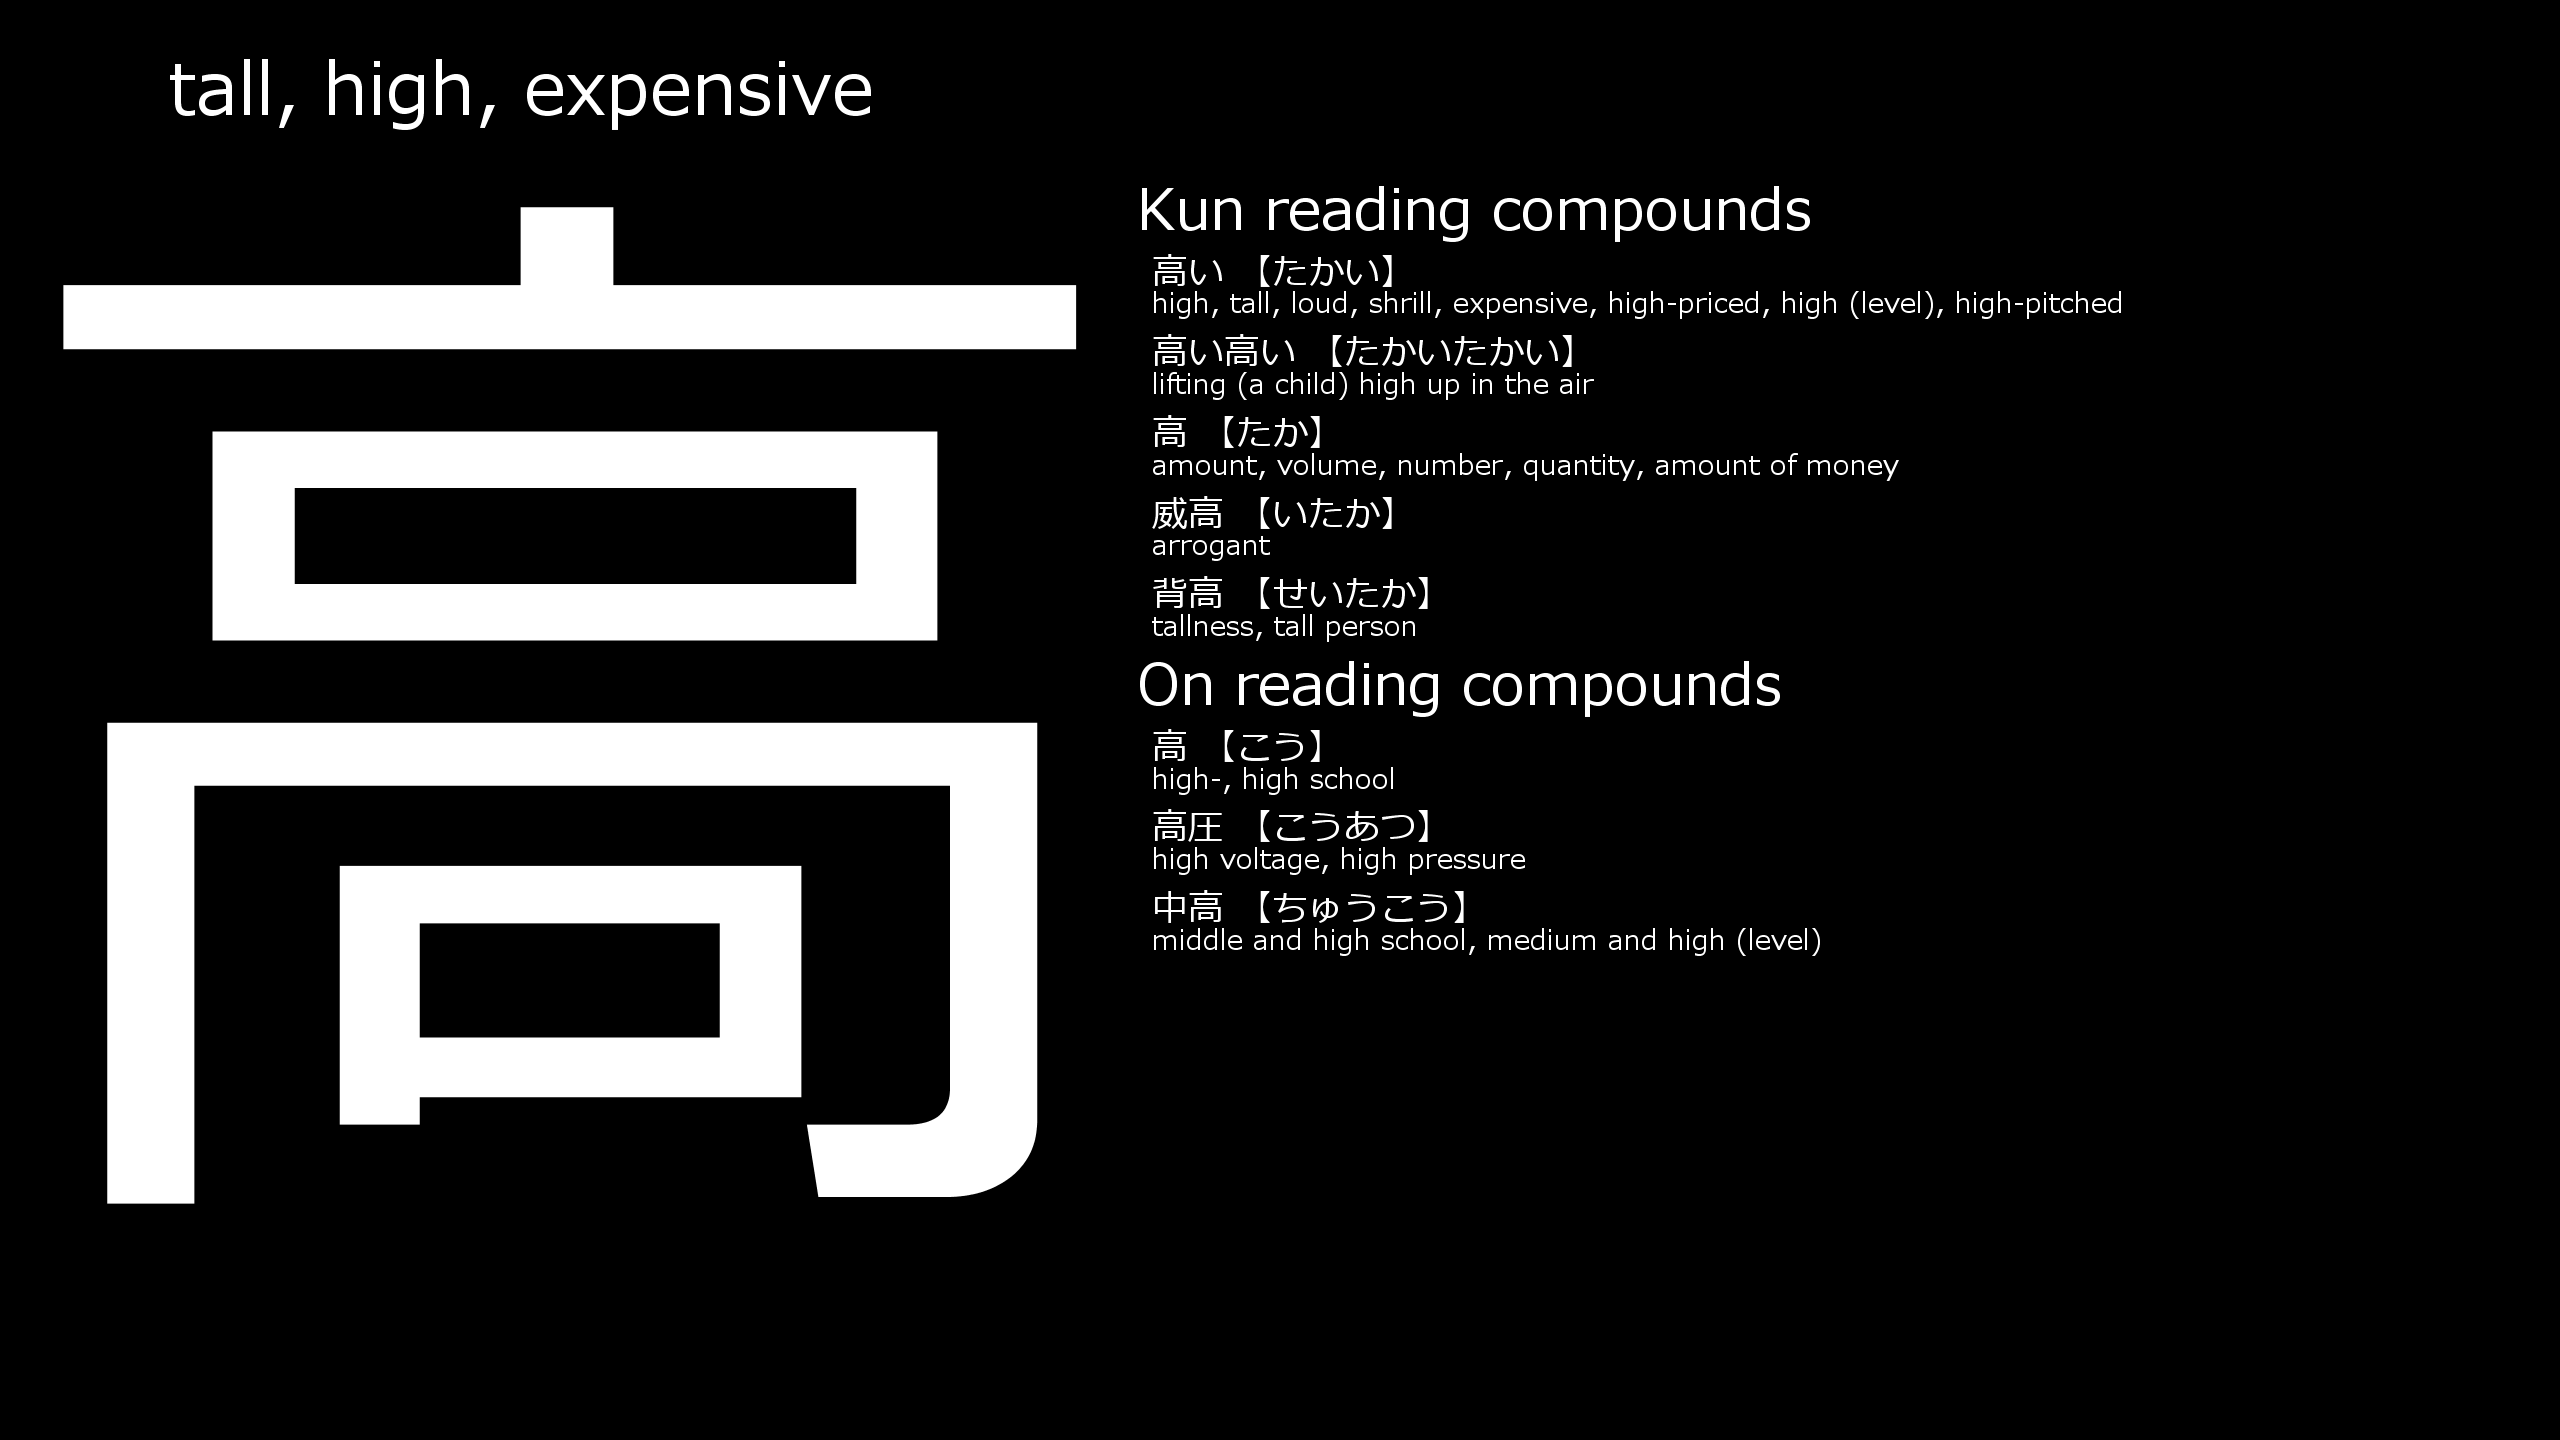 tall, high, expensive
高
Kun reading compounds
高い 【たかい】
high, tall, loud, shrill, expensive, high-priced, high (level), high-pitched
高い高い 【たかいたかい】
lifting (a child) high up in the air
高 【たか】
amount, volume, number, quantity, amount of money
威高 【いたか】
arrogant
背高 【せいたか】
tallness, tall person
On reading compounds
高 【こう】
high-, high school
高圧 【こうあつ】
high voltage, high pressure
中高 【ちゅうこう】
middle and high school, medium and high (level)